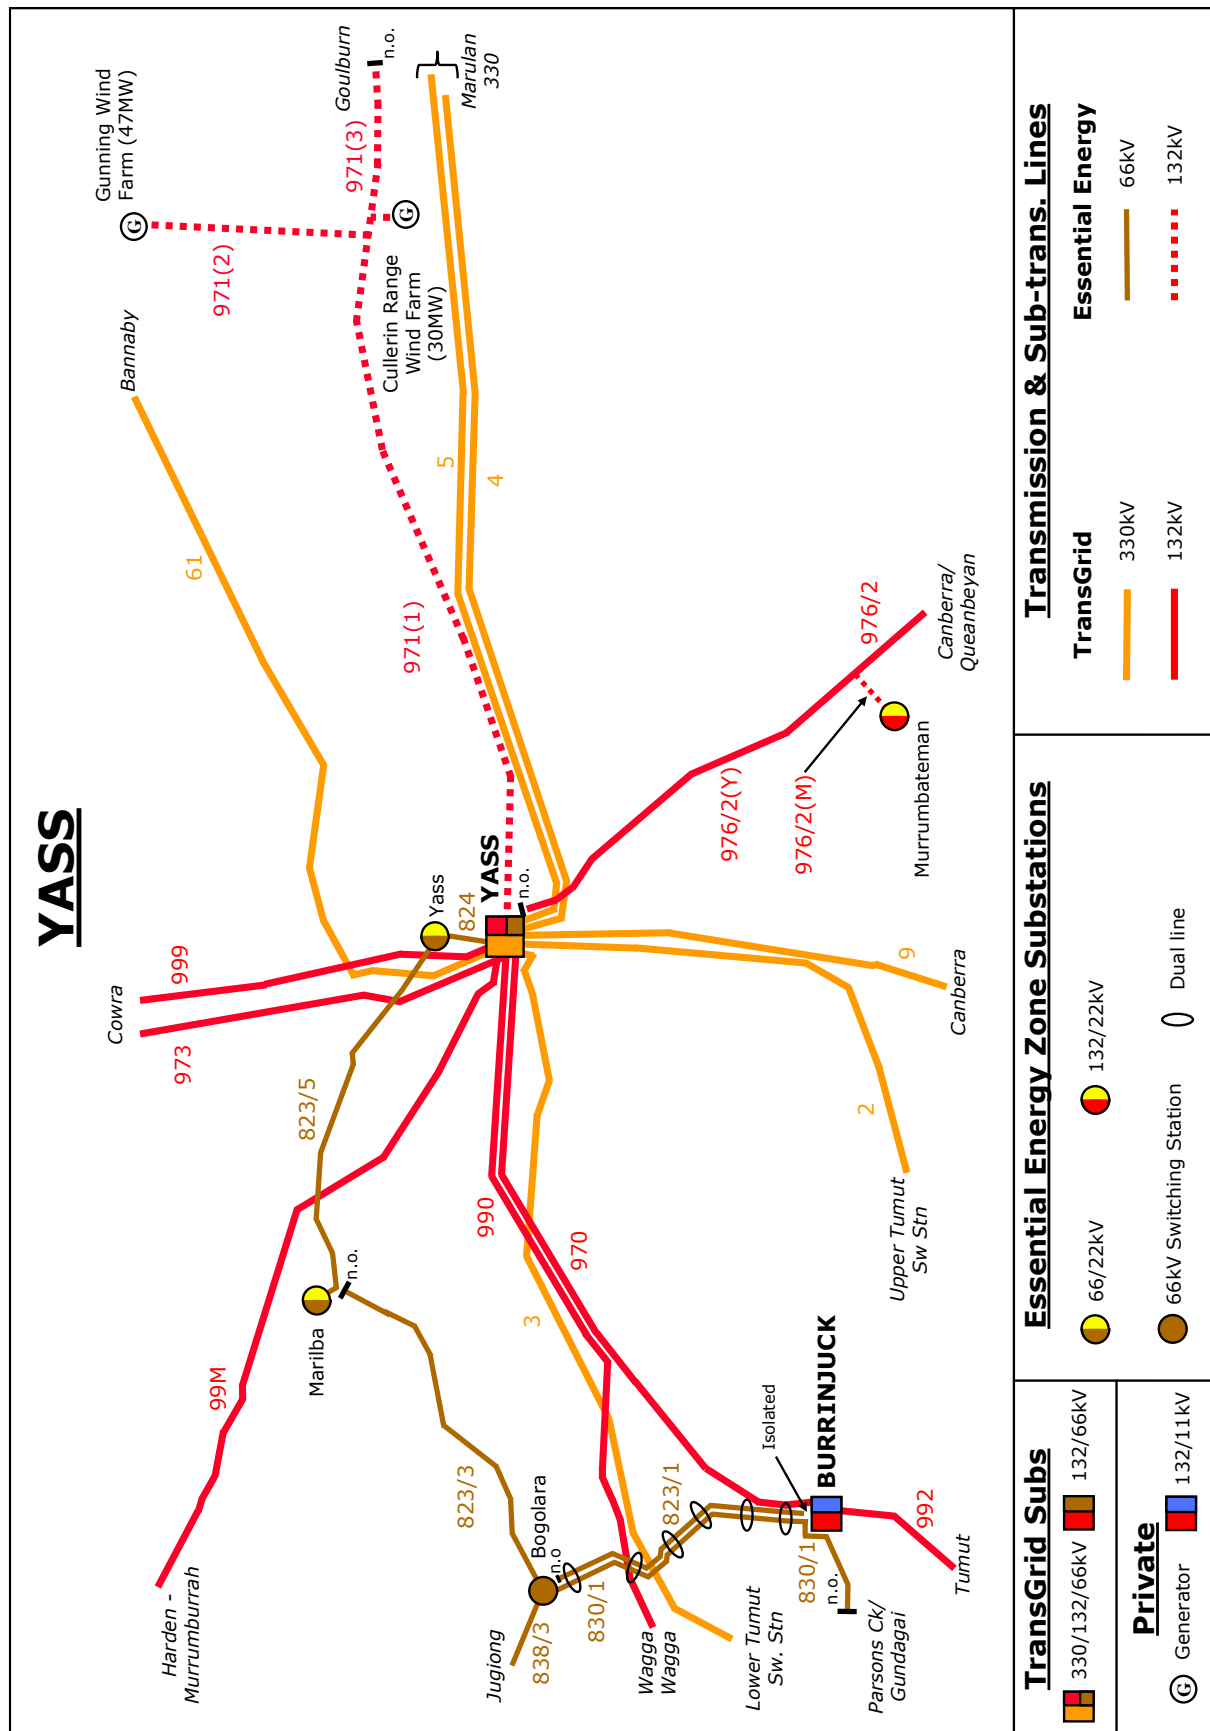 YASS
Harden -
Murrumburrah
99M
Cowra
973
999
Bannaby
61
Gunning Wind
Farm (47MW)
G
971(2)
Goulburn
n.o.
971(3)
G
Cullerin Range
Wind Farm
(30MW)
Marulan
330
5
4
971(1)
Marilba
n.o.
823/5
Yass
824
YASS
n.o.
Jugiong
838/3
Bogolara
n.o
823/3
830/1
990
970
3
Wagga
Wagga
823/1
Lower Tumut
Sw. Stn
Isolated
BURRINJUCK
830/1
n.o.
Parsons Ck/
Gundagai
992
Tumut
2
Upper Tumut
Sw Stn
9
Canberra
976/2(Y)
976/2(M)
Murrumbateman
976/2
Canberra/
Queanbeyan
TransGrid Subs
330/132/66kV
132/66kV
Private
G
Generator
132/11kV
Essential Energy Zone Substations
66/22kV
132/22kV
66kV Switching Station
Dual line
Transmission & Sub-trans. Lines
TransGrid
Essential Energy
330kV
66kV
132kV
132kV